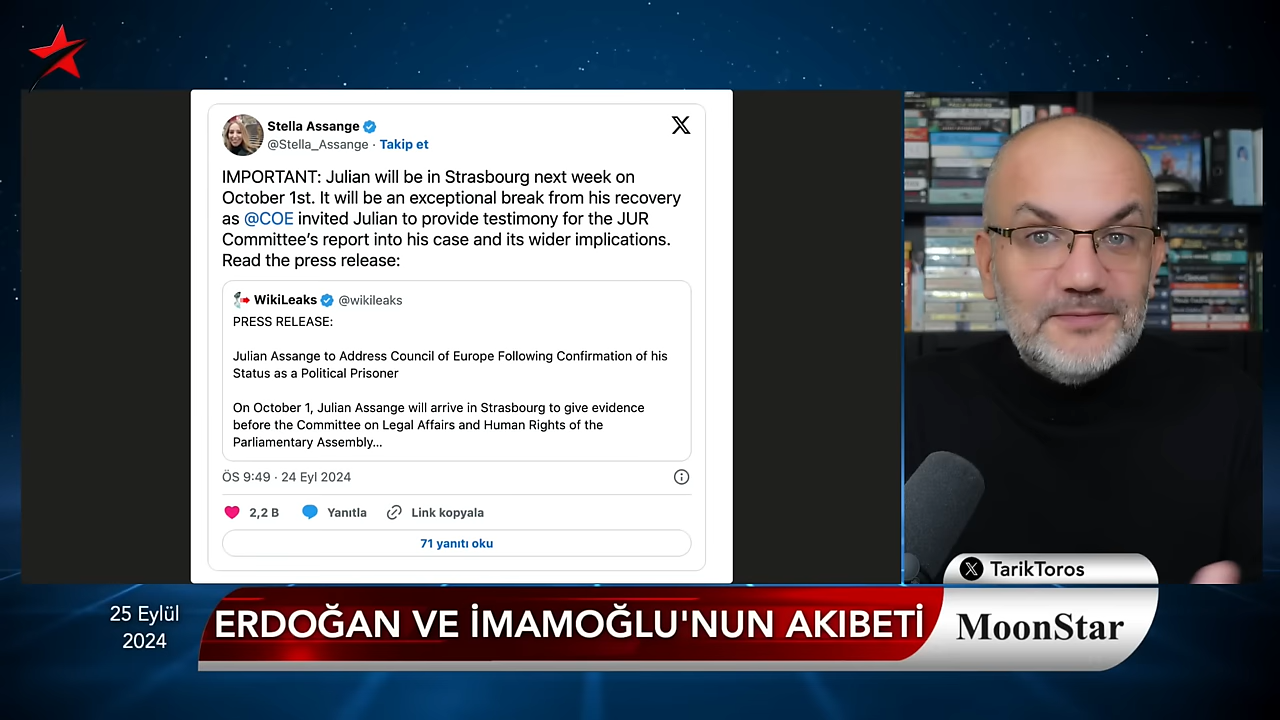 Stella Assange
@Stella_Assange · Takip et
IMPORTANT: Julian will be in Strasbourg next week on
October 1st. It will be an exceptional break from his recovery
as @COE invited Julian to provide testimony for the JUR
Committee's report into his case and its wider implications.
Read the press release:
WikiLeaks @wikileaks
PRESS RELEASE:
Julian Assange to Address Council of Europe Following Confirmation of his
Status as a Political Prisoner
On October 1, Julian Assange will arrive in Strasbourg to give evidence
before the Committee on Legal Affairs and Human Rights of the
Parliamentary Assembly...
ÖS 9:49 · 24 Eyl 2024
2,2 B Yanıtla Link kopyala
71 yanıtı oku
X TarikToros
25 Eylül
2024
ERDOĞAN VE İMAMOĞLU'NUN AKIBETİ
MoonStar